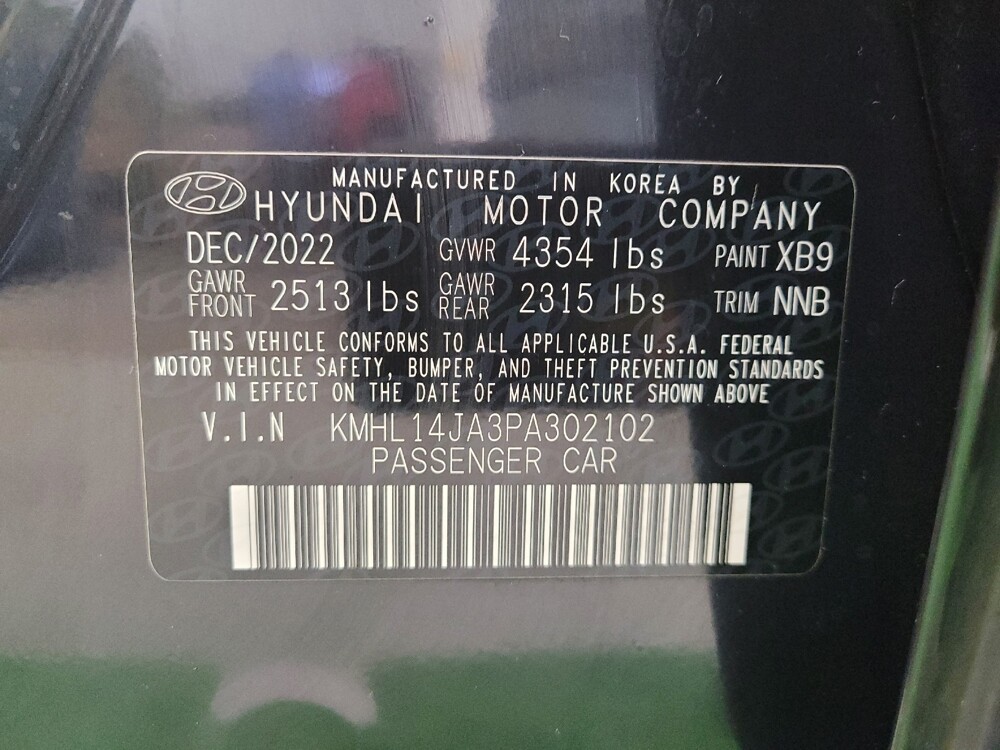 MANUFACTURED IN KOREA BY
HYUNDAI MOTOR COMPANY
DEC/2022 GVWR 4354 lbs PAINT XB9
GAWR FRONT 2513 lbs GAWR REAR 2315 lbs TRIM NNB
THIS VEHICLE CONFORMS TO ALL APPLICABLE U.S.A. FEDERAL
MOTOR VEHICLE SAFETY, BUMPER, AND THEFT PREVENTION STANDARDS
IN EFFECT ON THE DATE OF MANUFACTURE SHOWN ABOVE
V.I.N KMHL14JA3PA302102
PASSENGER CAR